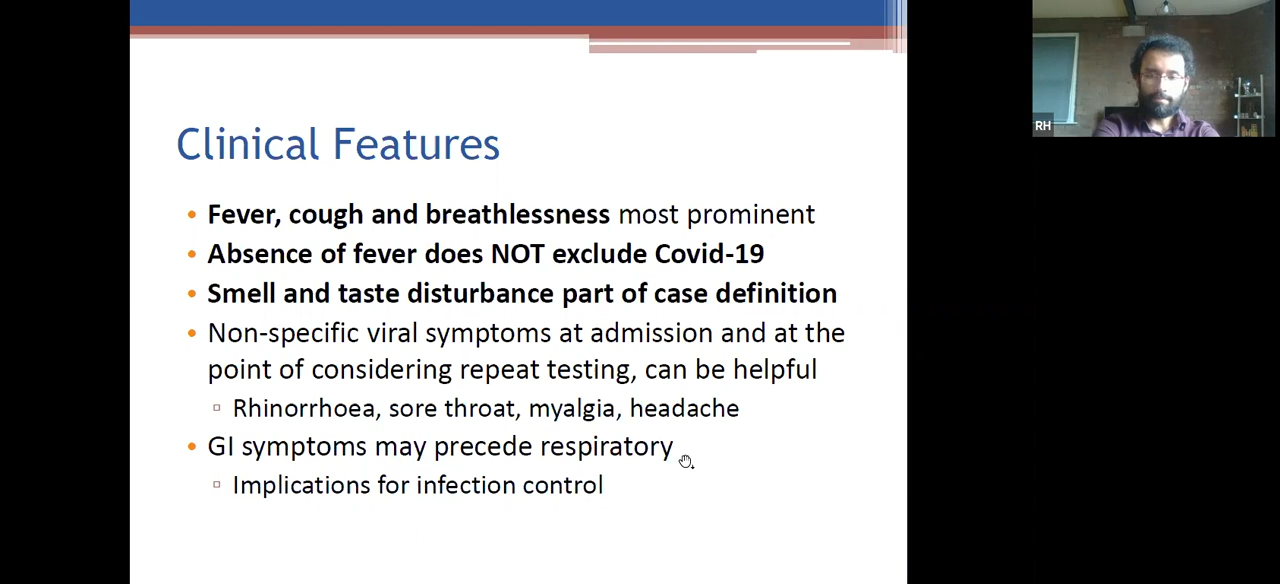 Clinical Features
• Fever, cough and breathlessness most prominent
• Absence of fever does NOT exclude Covid-19
• Smell and taste disturbance part of case definition
• Non-specific viral symptoms at admission and at the
point of considering repeat testing, can be helpful
▫ Rhinorrhoea, sore throat, myalgia, headache
• GI symptoms may precede respiratory
▫ Implications for infection control
RH